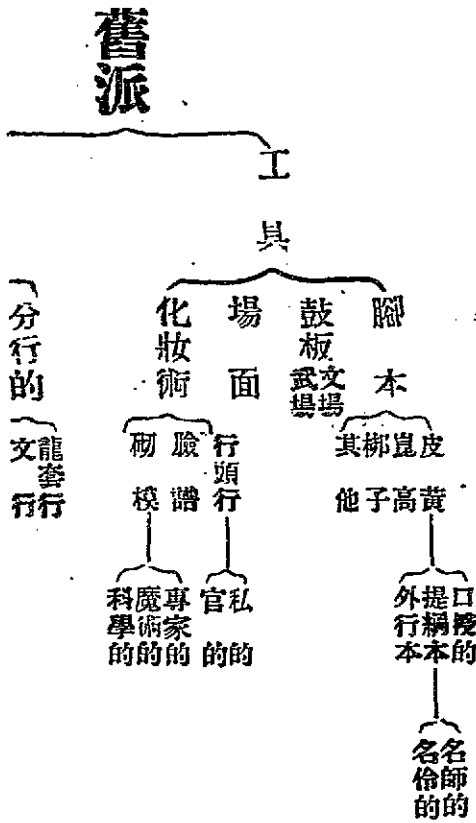 舊派
工具
腳本
皮黃
口授的
提綱本
名師的
名伶的
外行本
崑高
梆子
其他
鼓板
文場
武場
場面
化妝術
行頭行
私的
官的
臉譜
砌模
專家的
魔術的
科學的
分行的
龍套行
文行